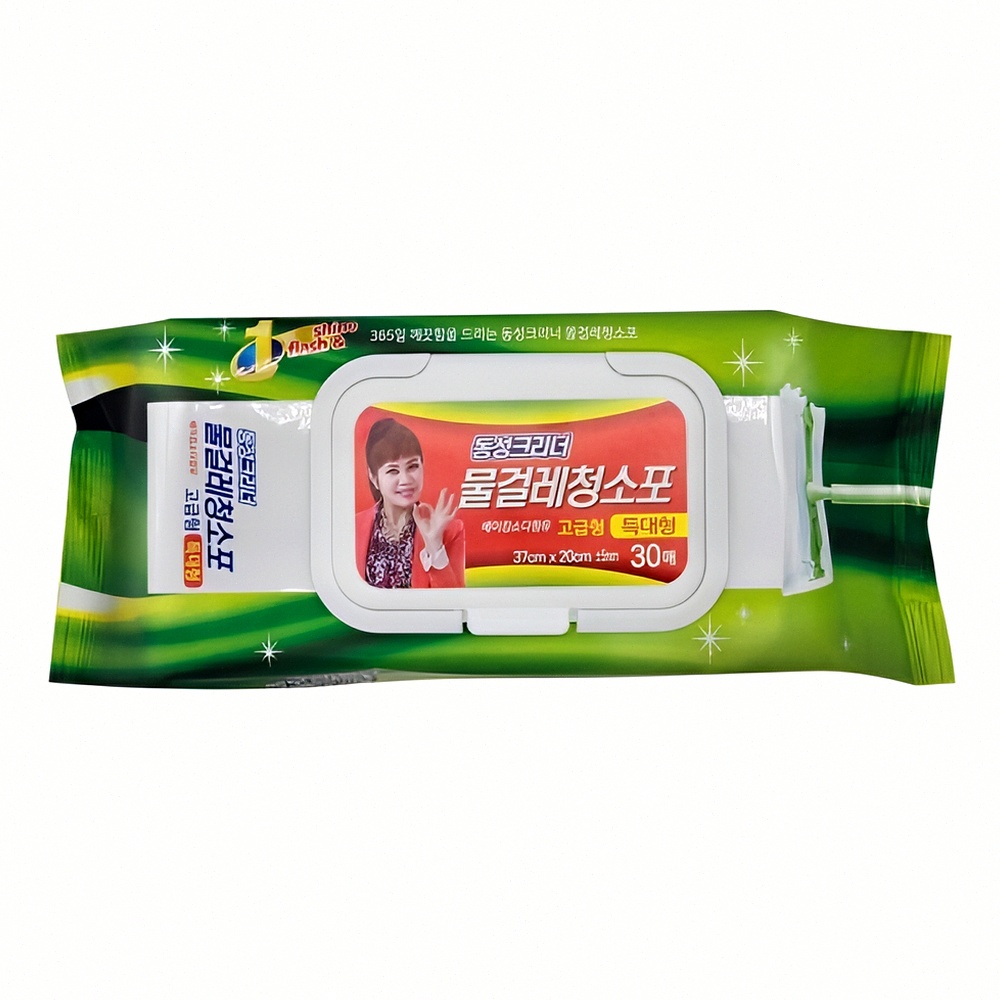 1
shine
flash &
365일 깨끗함을 드리는 동성크리너 물걸레청소포
동성크리너
물걸레청소포
고급형 특대형
37cm x 20cm ±5mm 30매
동성크리너
물걸레청소포
고급형 특대형